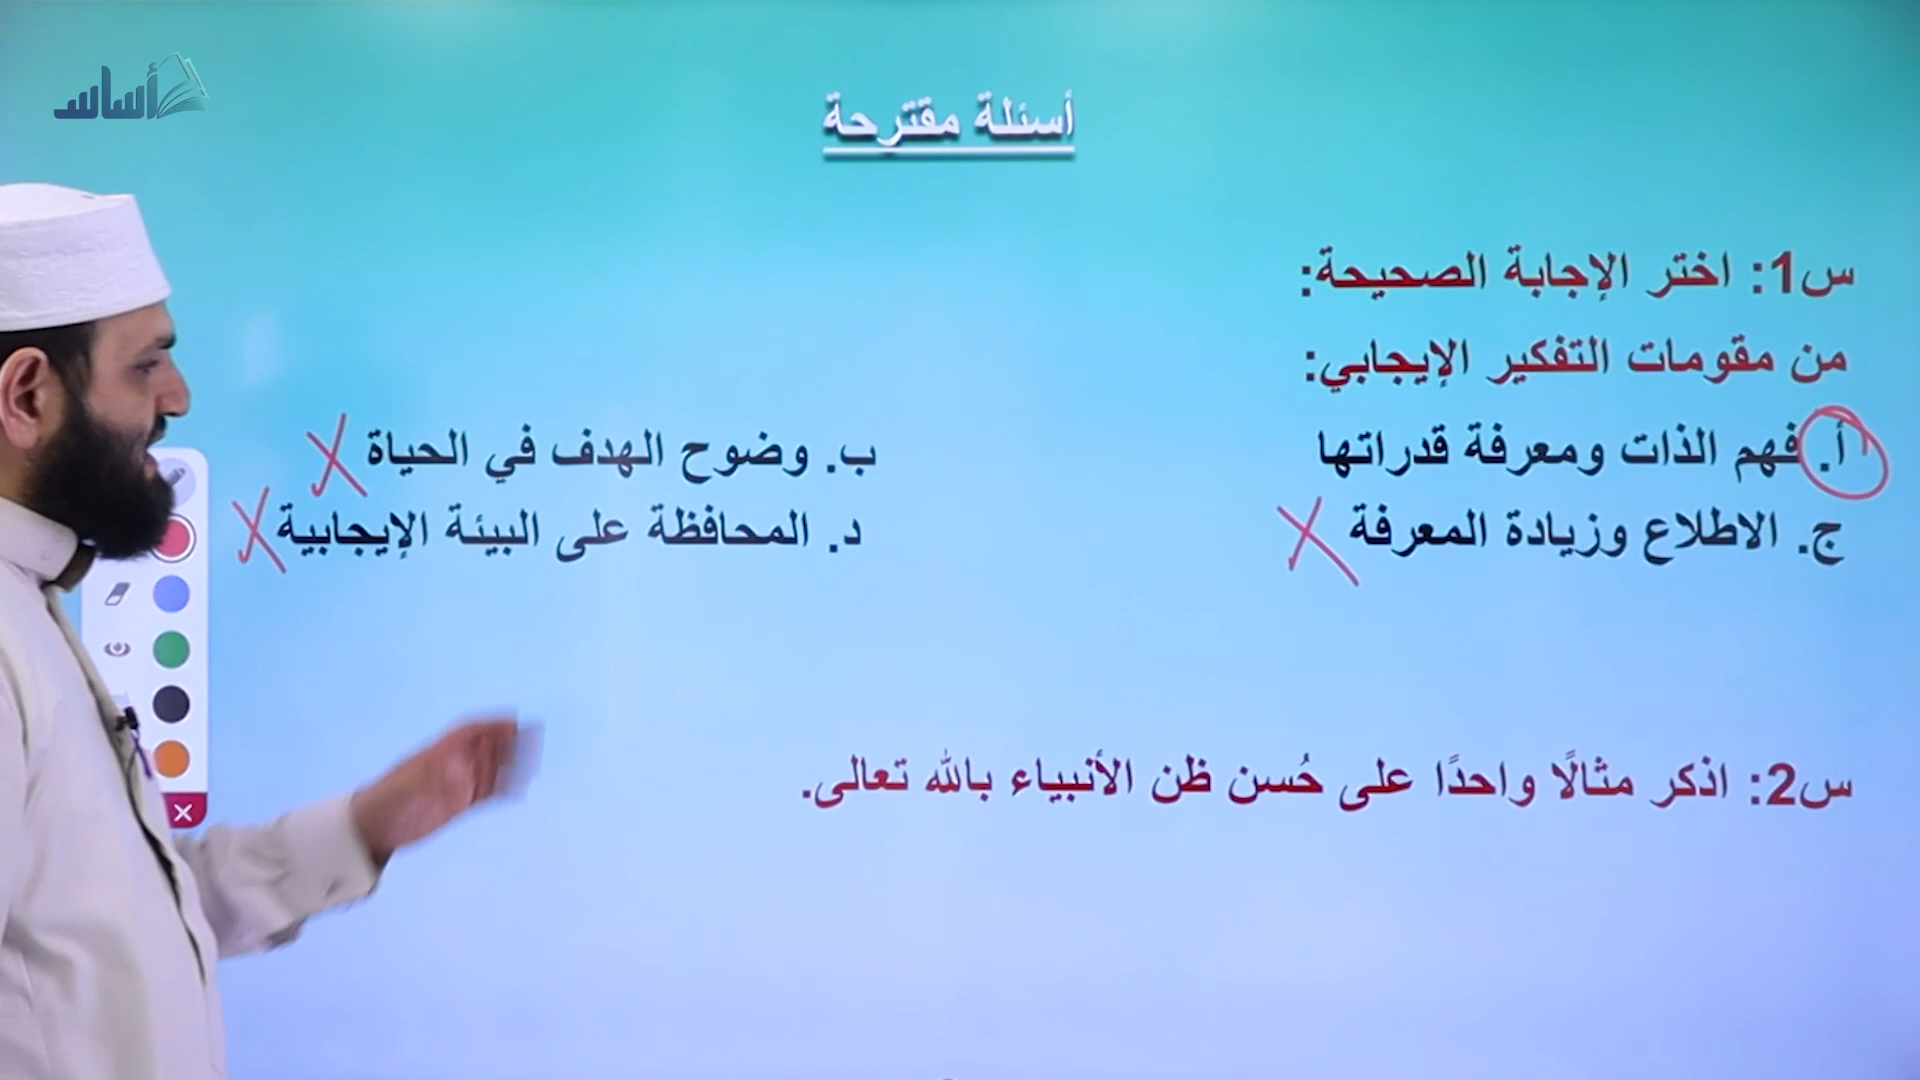 أساس
أسئلة مقترحة
س1: اختر الإجابة الصحيحة:
من مقومات التفكير الإيجابي:
أ. فهم الذات ومعرفة قدراتها
ب. وضوح الهدف في الحياة
ج. الاطلاع وزيادة المعرفة
د. المحافظة على البيئة الإيجابية
س2: اذكر مثالًا واحدًا على حُسن ظن الأنبياء بالله تعالى.